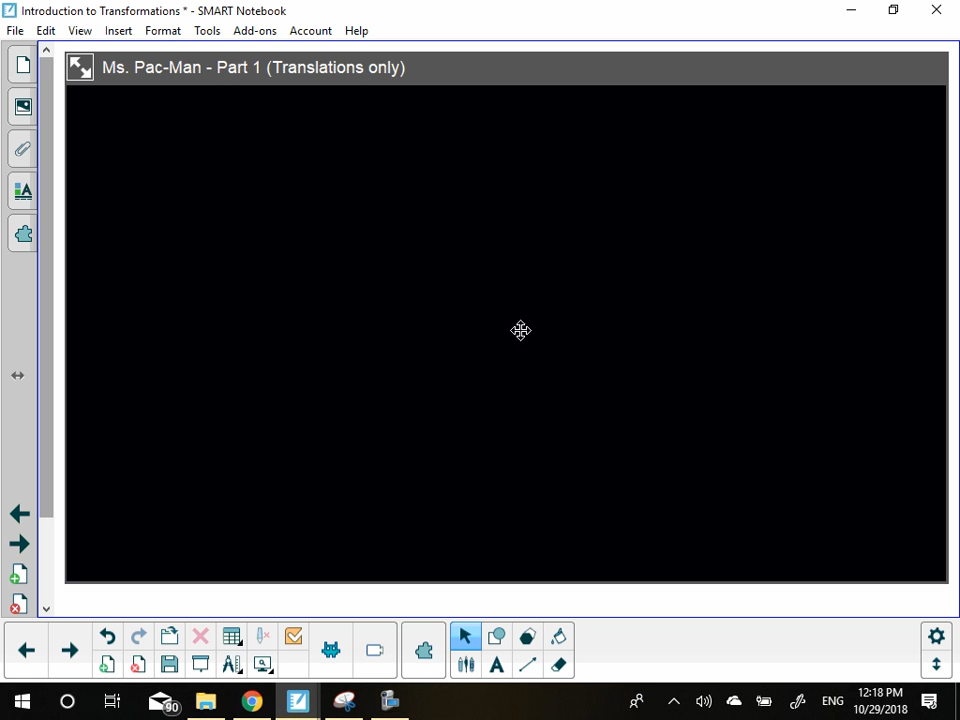 Introduction to Transformations * - SMART Notebook
File Edit View Insert Format Tools Add-ons Account Help
Ms. Pac-Man - Part 1 (Translations only)
A
A
90
ENG
12:18 PM
10/29/2018